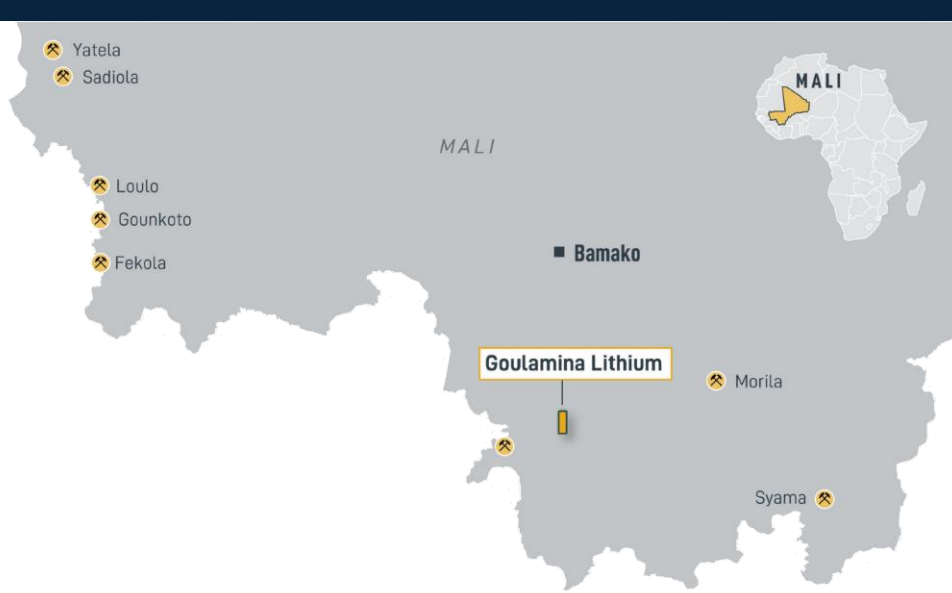 Yatela
Sadiola
MALI
MALI
Loulo
Gounkoto
Fekola
Bamako
Goulamina Lithium
Morila
Syama